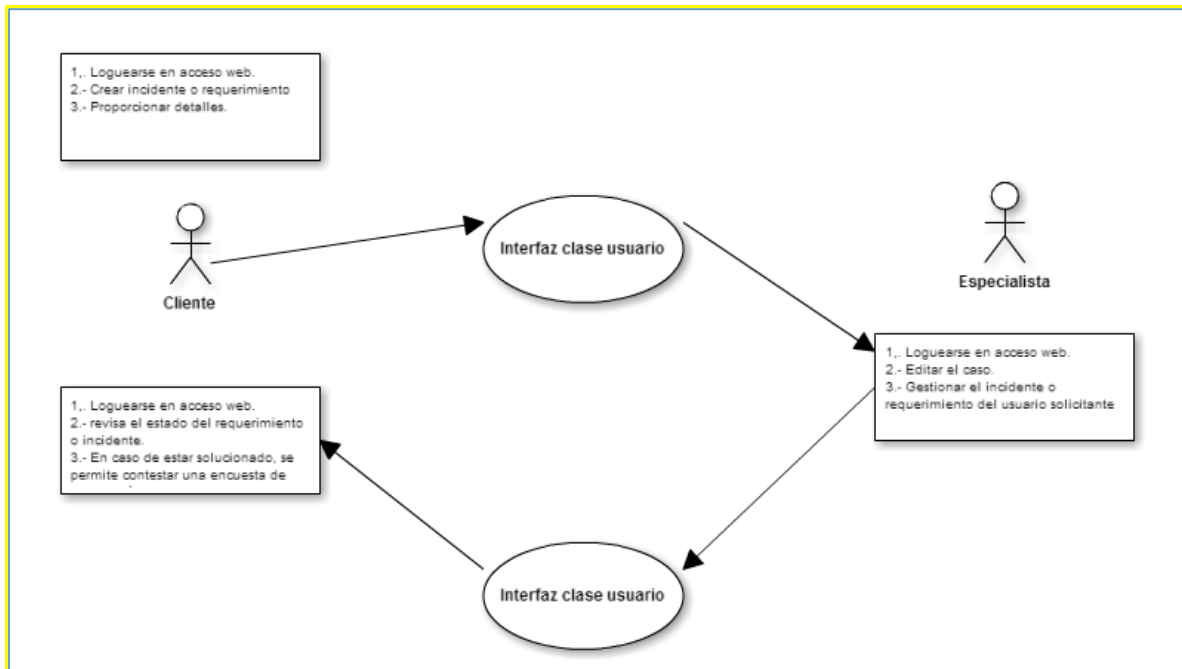 1,. Loguearse en acceso web.
2.- Crear incidente o requerimiento
3.- Proporcionar detalles.
Interfaz clase usuario
Cliente
Especialista
1,. Loguearse en acceso web.
2.- Editar el caso.
3.- Gestionar el incidente o
requerimiento del usuario solicitante
1,. Loguearse en acceso web.
2.- revisa el estado del requerimiento
o incidente.
3.- En caso de estar solucionado, se
permite contestar una encuesta de
Interfaz clase usuario